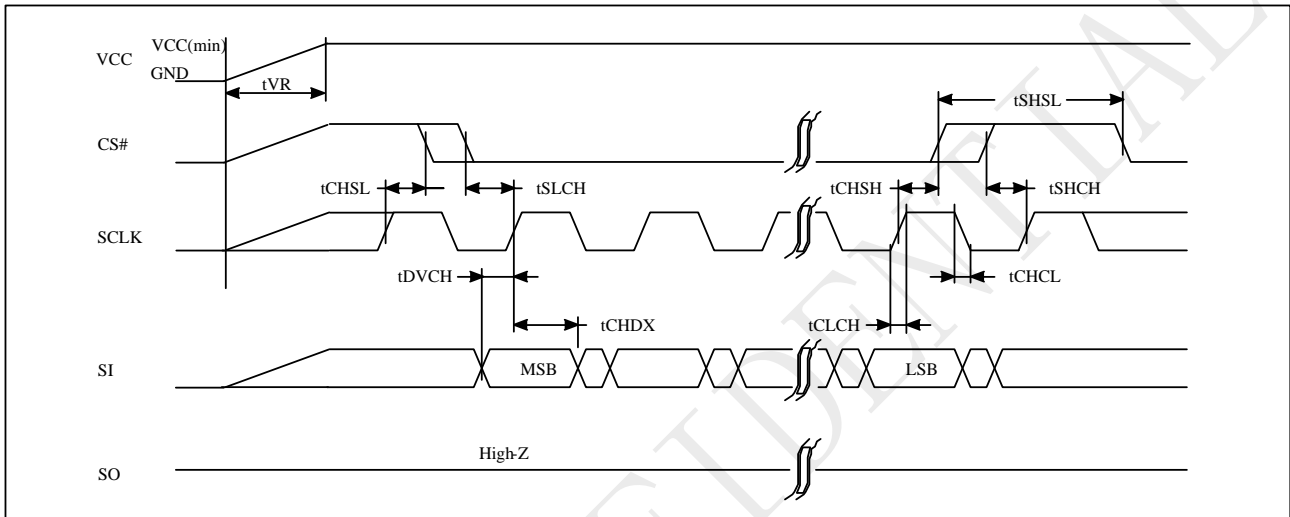 VCC
VCC(min)
GND
tVR
tSHSL
CS#
tCHSL
tSLCH
tCHSH
tSHCH
SCLK
tDVCH
tCHCL
tCHDX
tCLCH
SI
MSB
LSB
High-Z
SO